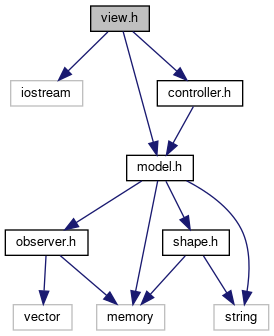 view.h
iostream
controller.h
model.h
observer.h
shape.h
vector
memory
string